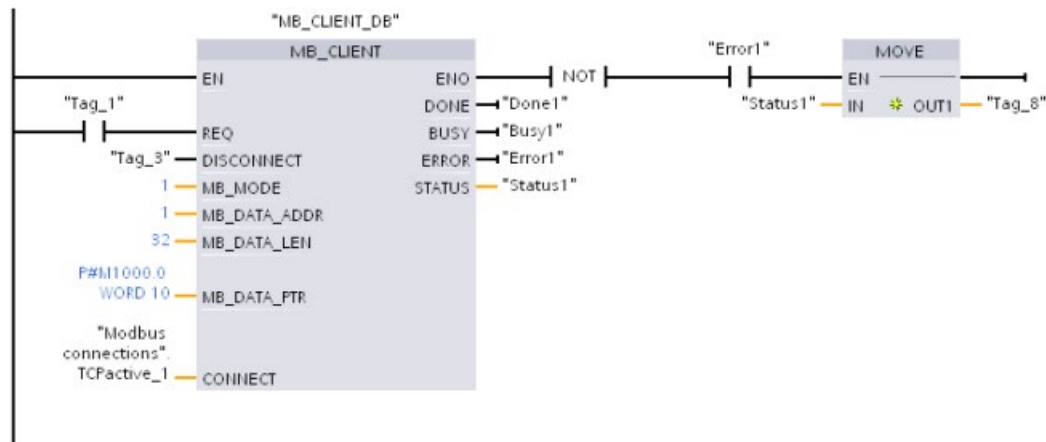 "MB_CLIENT_DB"
MB_CLIENT
"Error1"
MOVE
EN
ENO
NOT
EN
"Tag_1"
DONE
"Done1"
"Status1"
IN
OUT1
"Tag_8"
REQ
BUSY
"Busy1"
"Tag_3"
DISCONNECT
ERROR
"Error1"
1
MB_MODE
STATUS
"Status1"
1
MB_DATA_ADDR
32
MB_DATA_LEN
P#M1000.0
WORD 10
MB_DATA_PTR
"Modbus
connections".
TCPactive_1
CONNECT